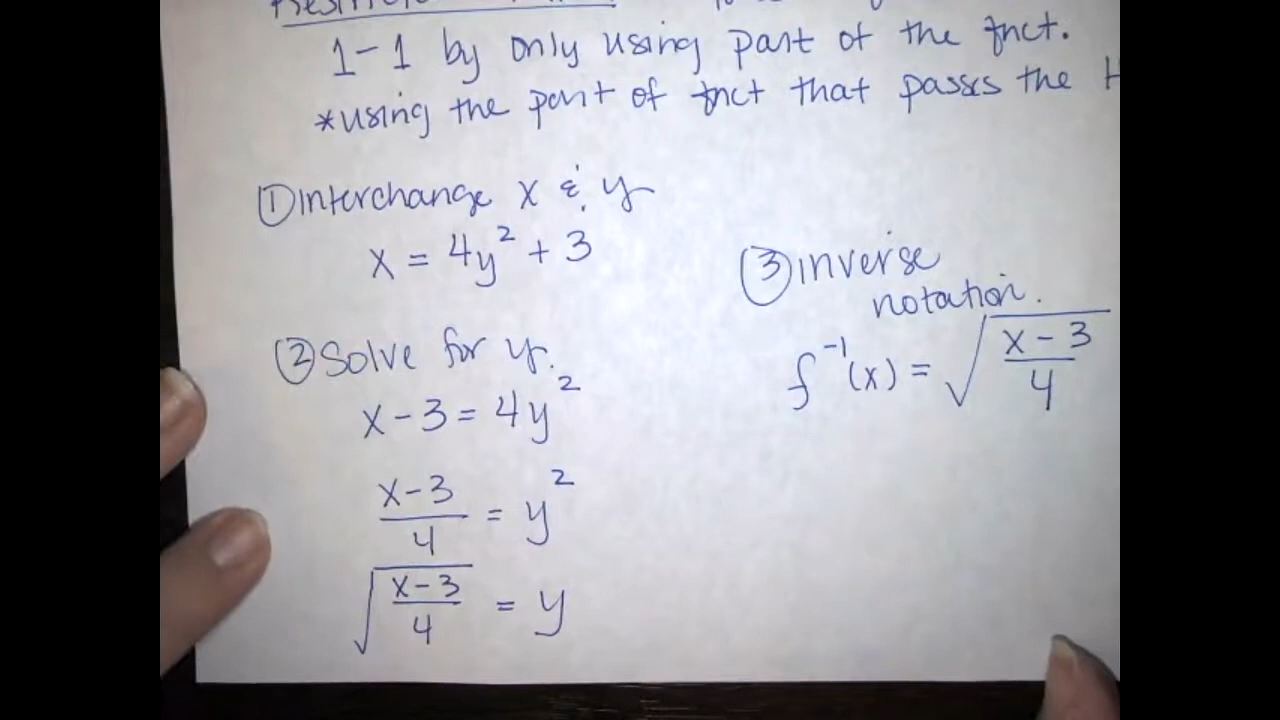 1-1 by only using part of the fnct.
*using the part of fnct that passes the
① interchange x & y
x = 4y² + 3
② Solve for y.
x - 3 = 4y²
x-3/4 = y²
√(x-3/4) = y
③ inverse
notation.
f⁻¹(x) = √(x-3/4)